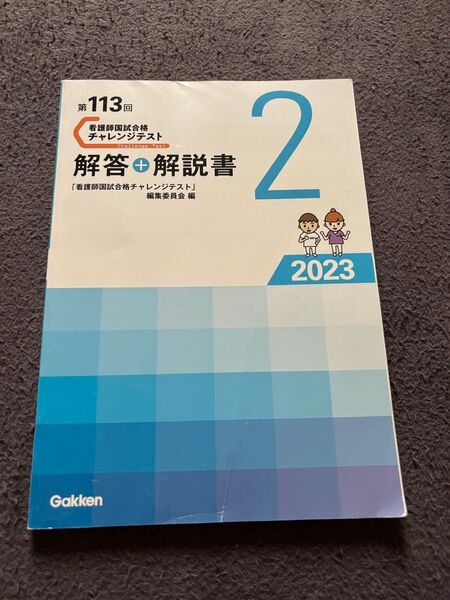 第113回
看護師国試合格
チャレンジテスト
Challenge Test
解答+解説書
「看護師国試合格チャレンジテスト」
編集委員会 編
2
2023
Gakken